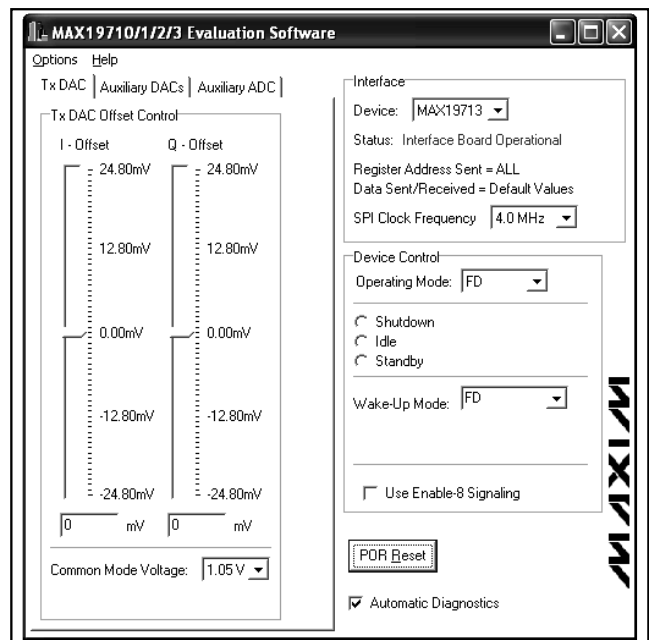 MAX19710/1/2/3 Evaluation Software
Options Help
Tx DAC Auxiliary DACs Auxiliary ADC
Tx DAC Offset Control
I - Offset Q - Offset
24.80mV 24.80mV
12.80mV 12.80mV
0.00mV 0.00mV
-12.80mV -12.80mV
-24.80mV -24.80mV
0 mV 0 mV
Common Mode Voltage: 1.05 V
Interface
Device: MAX19713
Status: Interface Board Operational
Register Address Sent = ALL
Data Sent/Received = Default Values
SPI Clock Frequency 4.0 MHz
Device Control
Operating Mode: FD
Shutdown
Idle
Standby
Wake-Up Mode: FD
Use Enable-8 Signaling
POR Reset
Automatic Diagnostics
MAXIM